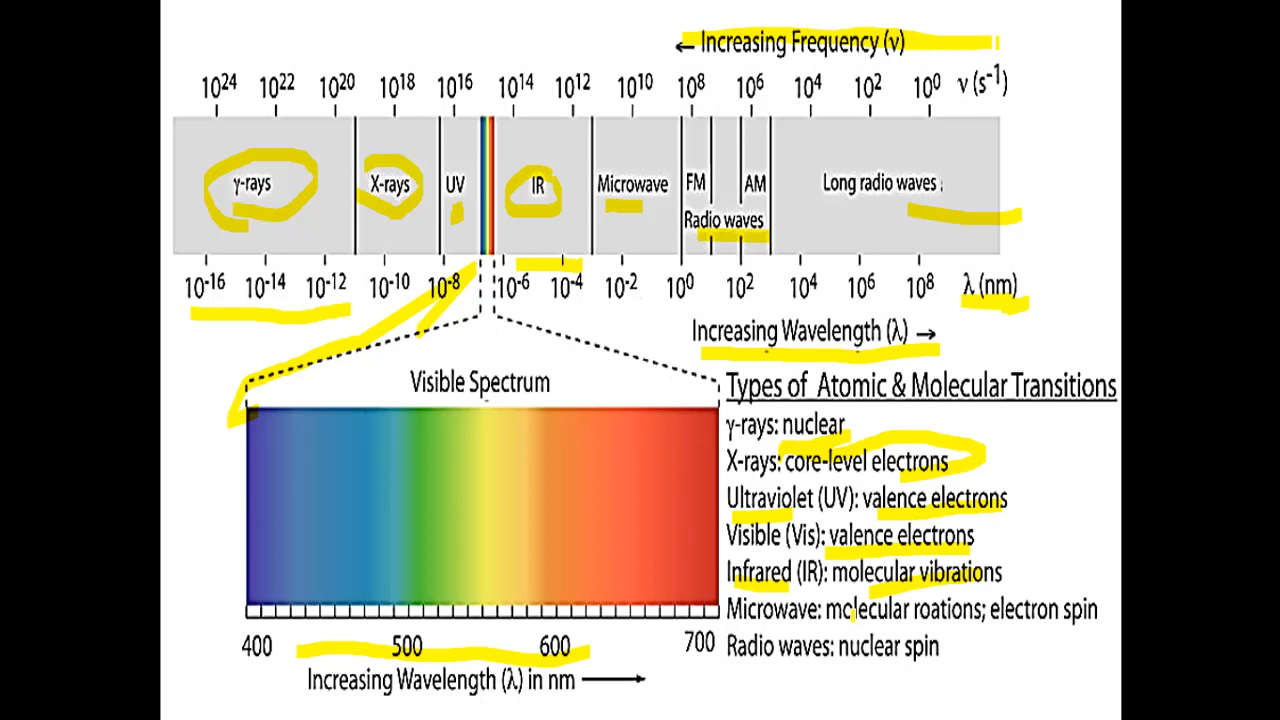 ← Increasing Frequency (ν)
10²⁴ 10²² 10²⁰ 10¹⁸ 10¹⁶ 10¹⁴ 10¹² 10¹⁰ 10⁸ 10⁶ 10⁴ 10² 10⁰ ν (s⁻¹)
γ-rays X-rays UV IR Microwave FM AM Long radio waves
Radio waves
10⁻¹⁶ 10⁻¹⁴ 10⁻¹² 10⁻¹⁰ 10⁻⁸ 10⁻⁶ 10⁻⁴ 10⁻² 10⁰ 10² 10⁴ 10⁶ 10⁸ λ (nm)
Increasing Wavelength (λ) →
Visible Spectrum
400 500 600 700
Increasing Wavelength (λ) in nm →
Types of Atomic & Molecular Transitions
γ-rays: nuclear
X-rays: core-level electrons
Ultraviolet (UV): valence electrons
Visible (Vis): valence electrons
Infrared (IR): molecular vibrations
Microwave: molecular roations; electron spin
Radio waves: nuclear spin